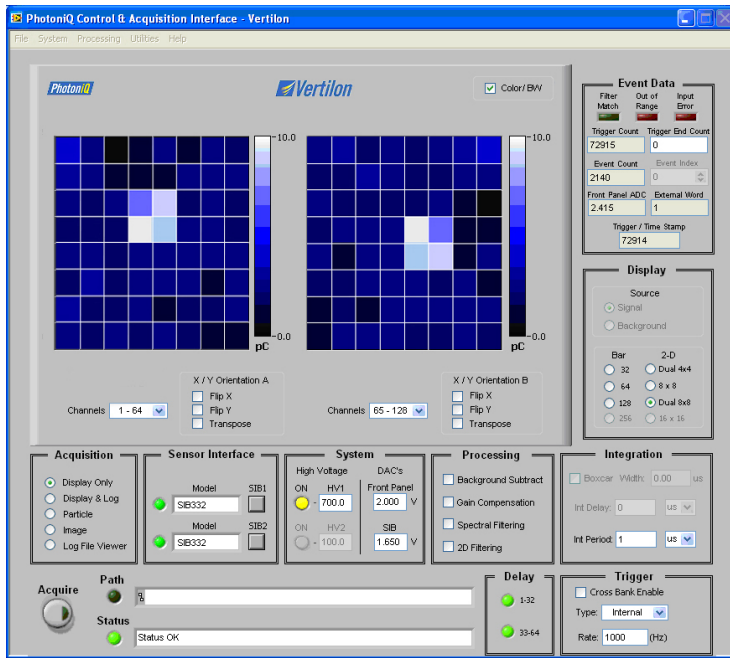 PhotoniQ Control & Acquisition Interface - Vertilon
File System Processing Utilities Help
PhotoniQ
Vertilon
Color/ BW
10.0
0.0
pC
10.0
0.0
pC
X / Y Orientation A
Flip X
Flip Y
Transpose
Channels 1 - 64
X / Y Orientation B
Flip X
Flip Y
Transpose
Channels 65 - 128
Event Data
Filter Match
Out of Range
Input Error
Trigger Count Trigger End Count
72915 0
Event Count Event Index
2140 0
Front Panel ADC External Word
2.415 1
Trigger / Time Stamp
72914
Display
Source
Signal
Background
Bar 2-D
32 Dual 4x4
64 8 x 8
128 Dual 8x8
256 16 x 16
Acquisition
Display Only
Display & Log
Particle
Image
Log File Viewer
Sensor Interface
Model SIB1
SIB332
Model SIB2
SIB332
System
High Voltage DAC's
ON HV1 Front Panel
- 700.0 2.000 V
ON HV2 SIB
- 100.0 1.650 V
Processing
Background Subtract
Gain Compensation
Spectral Filtering
2D Filtering
Integration
Boxcar Width: 0.00 us
Int Delay: 0 us
Int Period: 1 us
Acquire
Path
Status
Status OK
Delay
1-32
33-64
Trigger
Cross Bank Enable
Type: Internal
Rate: 1000 (Hz)